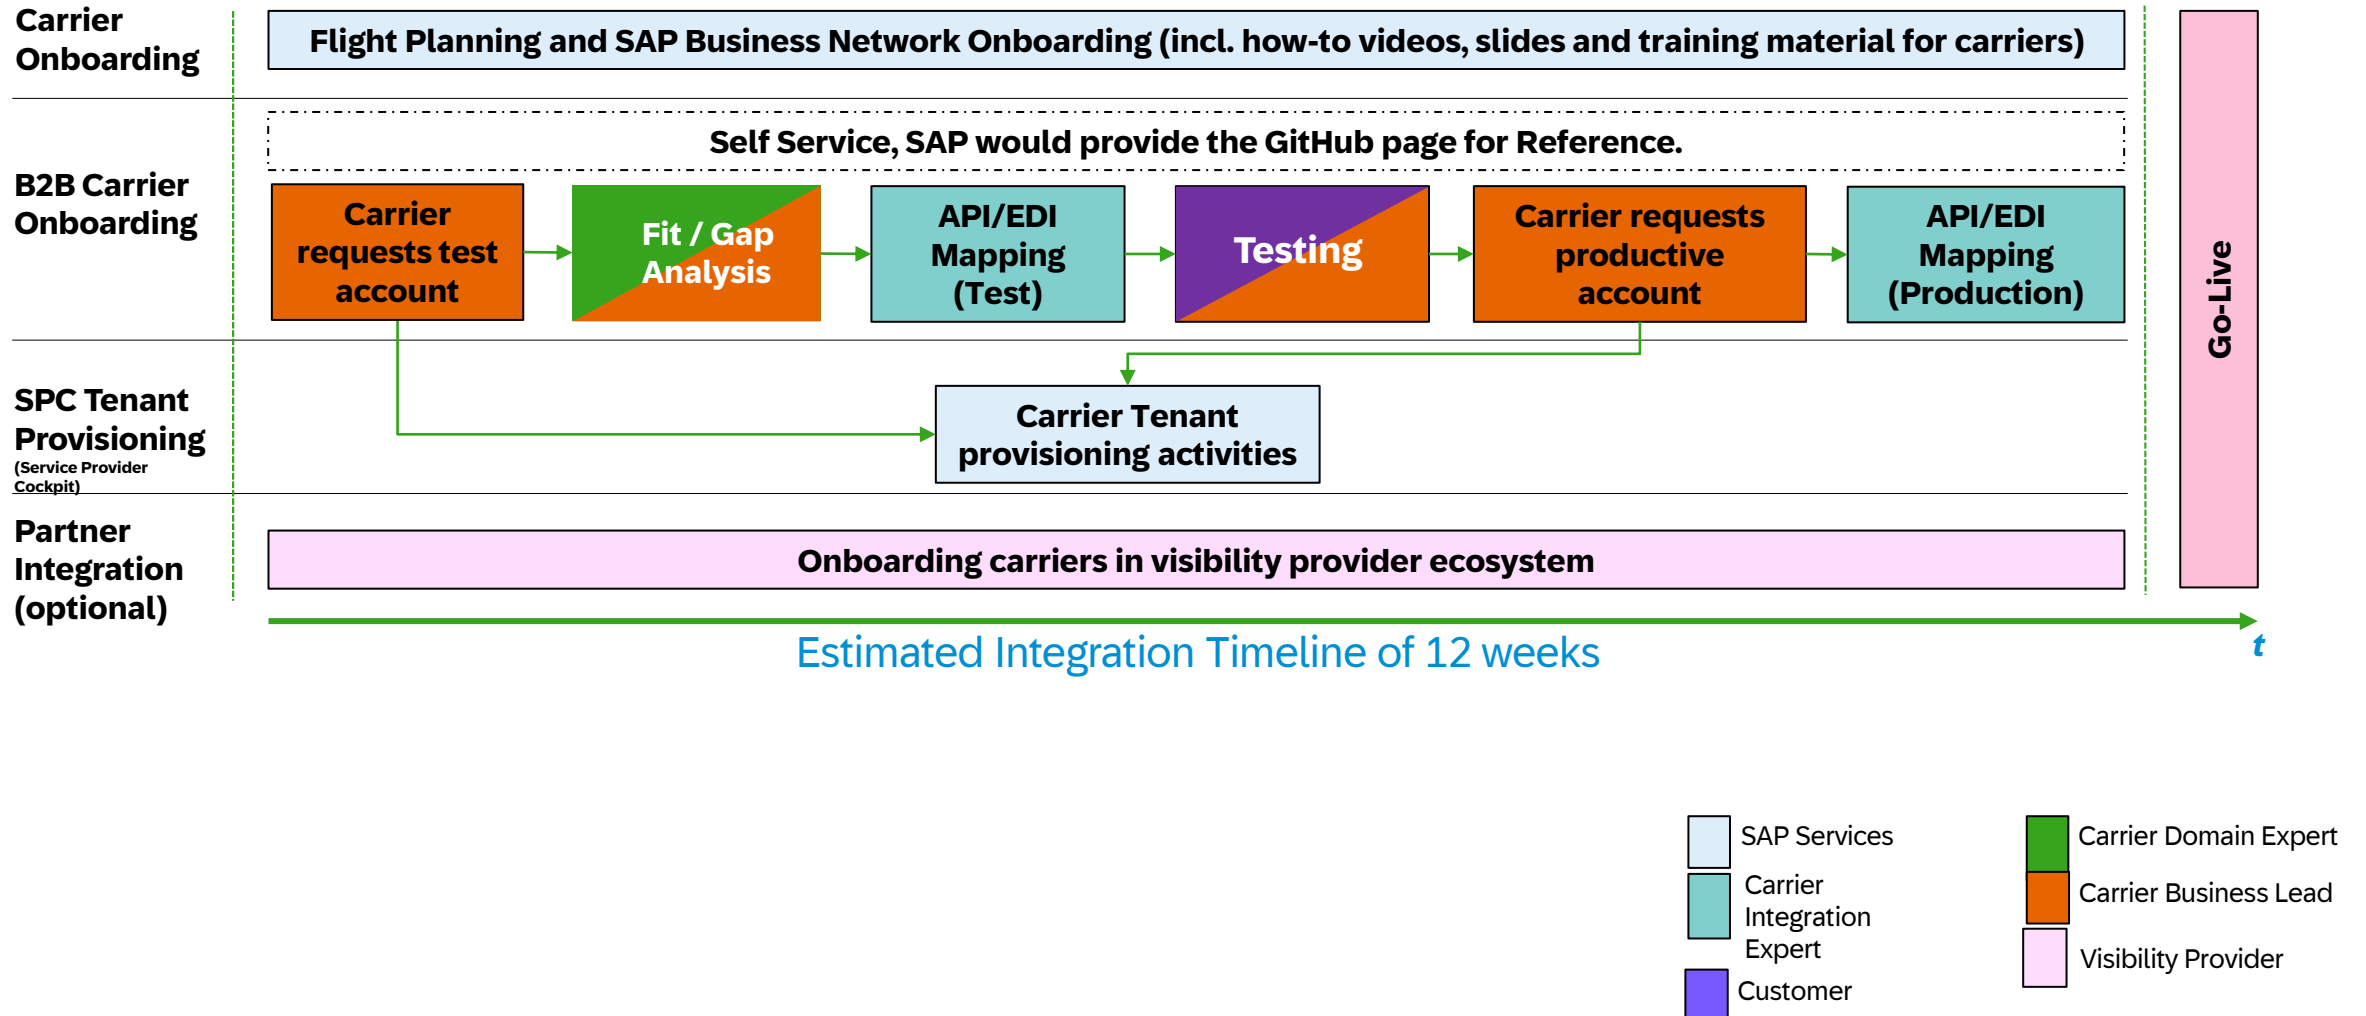 Carrier
Onboarding
Flight Planning and SAP Business Network Onboarding (incl. how-to videos, slides and training material for carriers)
Self Service, SAP would provide the GitHub page for Reference.
B2B Carrier
Onboarding
Carrier
requests test
account
Fit / Gap
Analysis
API/EDI
Mapping
(Test)
Testing
Carrier requests
productive
account
API/EDI
Mapping
(Production)
Go-Live
SPC Tenant
Provisioning
(Service Provider
Cockpit)
Carrier Tenant
provisioning activities
Partner
Integration
(optional)
Onboarding carriers in visibility provider ecosystem
Estimated Integration Timeline of 12 weeks
t
SAP Services
Carrier
Integration
Expert
Customer
Carrier Domain Expert
Carrier Business Lead
Visibility Provider